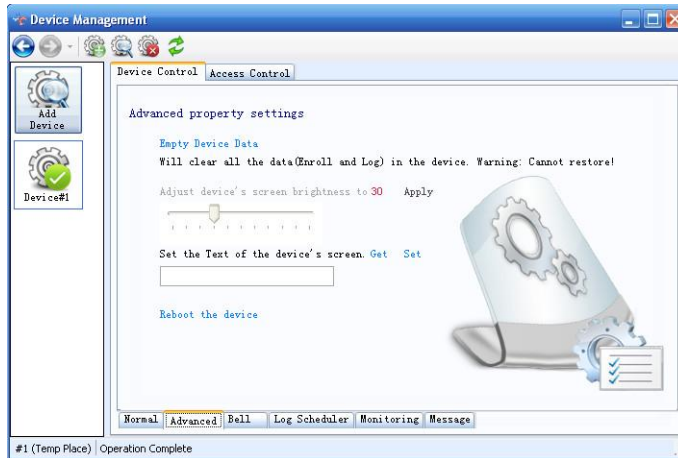 Device Management
Device Control Access Control
Add
Device
Device#1
Advanced property settings
Empty Device Data
Will clear all the data(Enroll and Log) in the device. Warning: Cannot restore!
Adjust device's screen brightness to 30 Apply
Set the Text of the device's screen. Get Set
Reboot the device
Normal Advanced Bell Log Scheduler Monitoring Message
#1 (Temp Place) Operation Complete